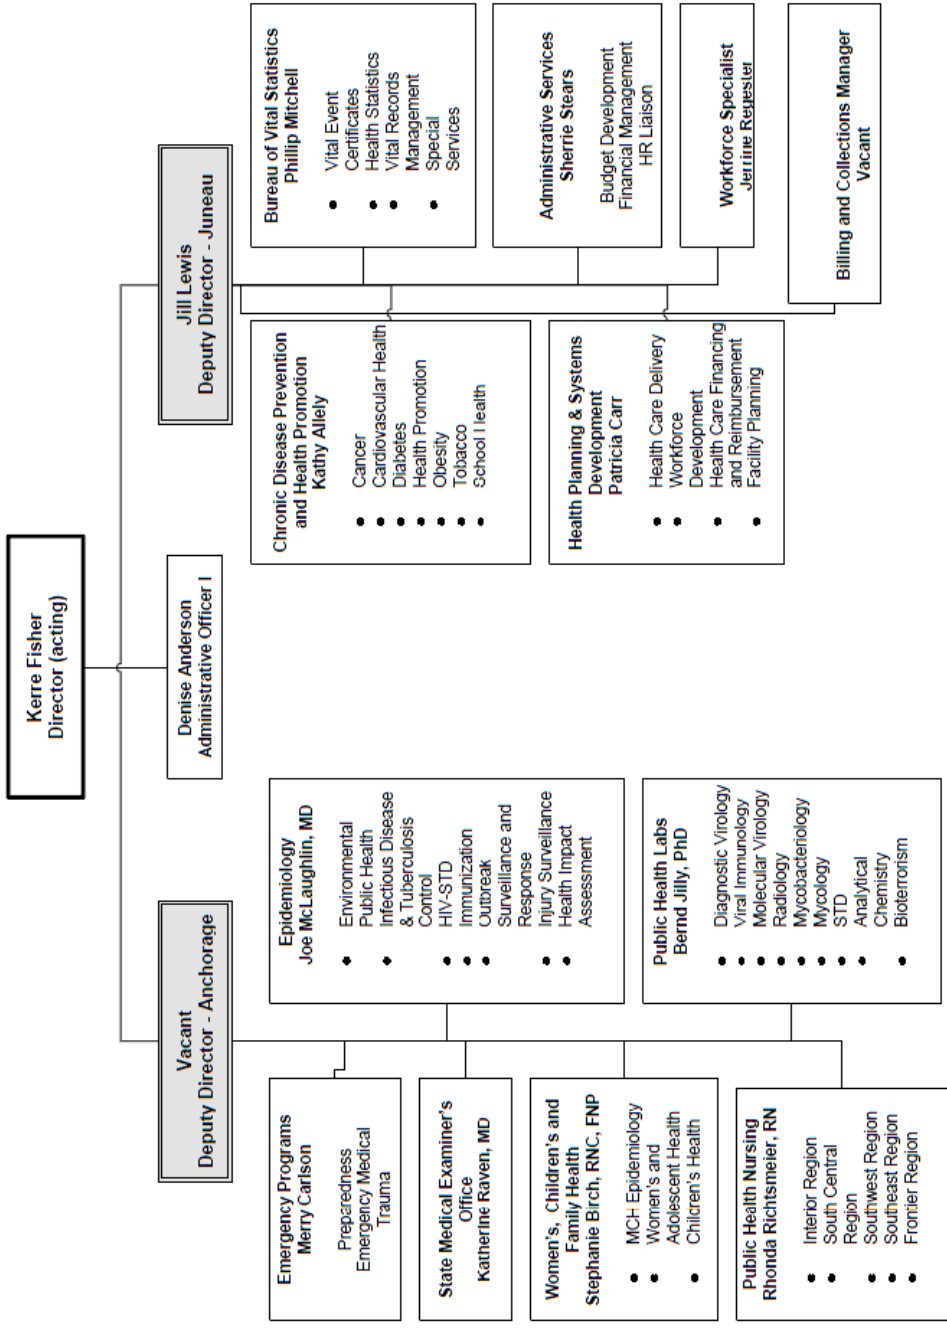 Kerre Fisher
Director (acting)
Denise Anderson
Administrative Officer I
Vacant
Deputy Director - Anchorage
Jill Lewis
Deputy Director - Juneau
Emergency Programs
Merry Carlson
Preparedness
Emergency Medical
Trauma
State Medical Examiner's
Office
Katherine Raven, MD
Women's, Children's and
Family Health
Stephanie Birch, RNC, FNP
• MCH Epidemiology
• Women's and
Adolescent Health
• Children's Health
Public Health Nursing
Rhonda Richtsmeier, RN
• Interior Region
• South Central
Region
• Southwest Region
• Southeast Region
• Frontier Region
Epidemiology
Joe McLaughlin, MD
• Environmental
Public Health
• Infectious Disease
& Tuberculosis
Control
• HIV-STD
• Immunization
• Outbreak
Surveillance and
Response
• Injury Surveillance
• Health Impact
Assessment
Public Health Labs
Bernd Jilly, PhD
• Diagnostic Virology
• Viral Immunology
• Molecular Virology
• Radiology
• Mycobacteriology
• Mycology
• STD
• Analytical
Chemistry
• Bioterrorism
Chronic Disease Prevention
and Health Promotion
Kathy Allely
• Cancer
• Cardiovascular Health
• Diabetes
• Health Promotion
• Obesity
• Tobacco
• School Health
Health Planning & Systems
Development
Patricia Carr
• Health Care Delivery
• Workforce
Development
• Health Care Financing
and Reimbursement
• Facility Planning
Bureau of Vital Statistics
Phillip Mitchell
• Vital Event
Certificates
• Health Statistics
• Vital Records
Management
• Special
Services
Administrative Services
Sherrie Stears
Budget Development
Financial Management
HR Liaison
Workforce Specialist
Jerrine Regester
Billing and Collections Manager
Vacant